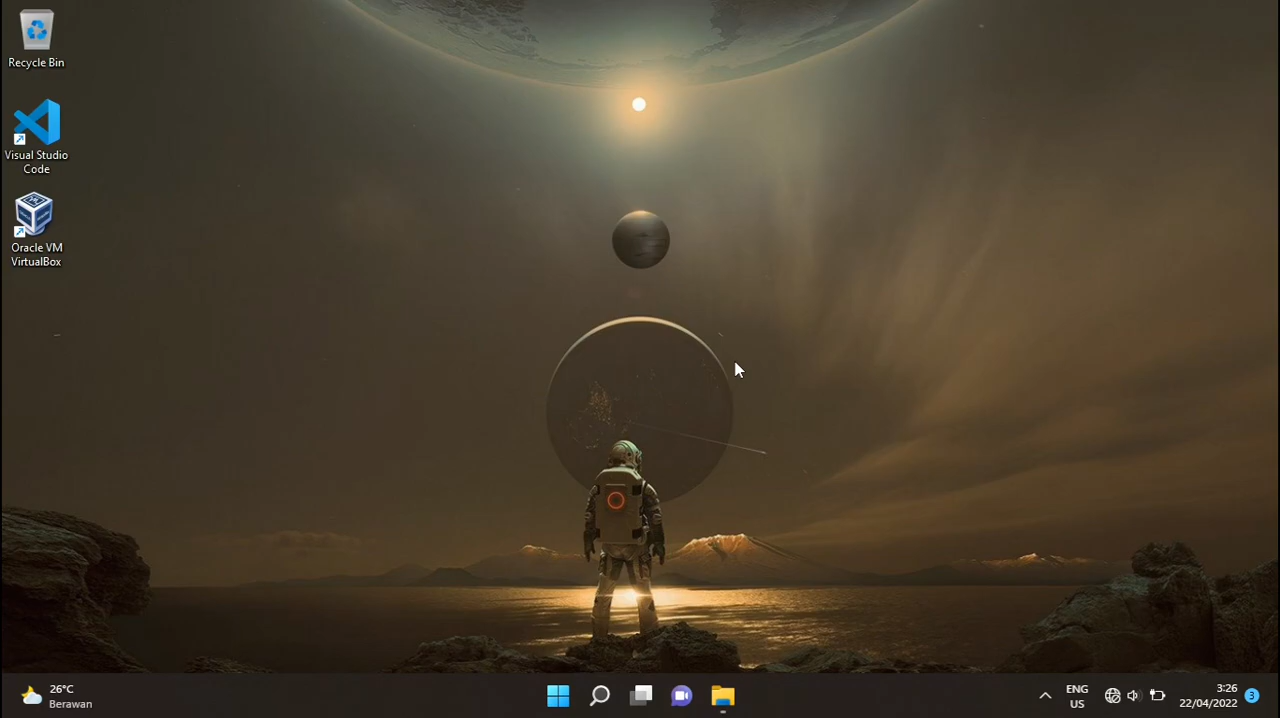 Recycle Bin
Visual Studio
Code
Oracle VM
VirtualBox
26°C
Berawan
ENG
US
3:26
22/04/2022
3